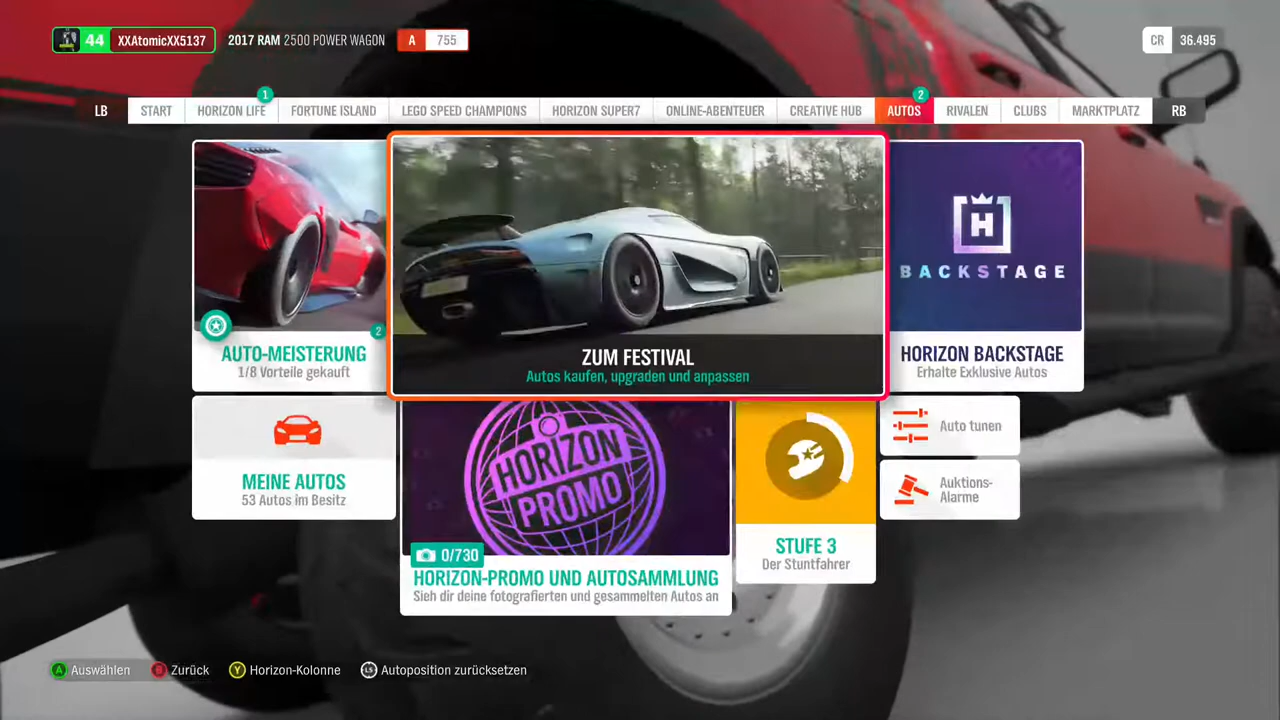 44 XXAtomicXX5137 2017 RAM 2500 POWER WAGON A 755 CR 36.495
1 2
LB START HORIZON LIFE FORTUNE ISLAND LEGO SPEED CHAMPIONS HORIZON SUPER7 ONLINE-ABENTEUER CREATIVE HUB AUTOS RIVALEN CLUBS MARKTPLATZ RB
H
BACKSTAGE
2
AUTO-MEISTERUNG
1/8 Vorteile gekauft
ZUM FESTIVAL
Autos kaufen, upgraden und anpassen
HORIZON BACKSTAGE
Erhalte Exklusive Autos
MEINE AUTOS
53 Autos im Besitz
HORIZON
PROMO
0/730
HORIZON-PROMO UND AUTOSAMMLUNG
Sieh dir deine fotografierten und gesammelten Autos an
STUFE 3
Der Stuntfahrer
Auto tunen
Auktions-
Alarme
A Auswählen B Zurück Y Horizon-Kolonne LS Autoposition zurücksetzen